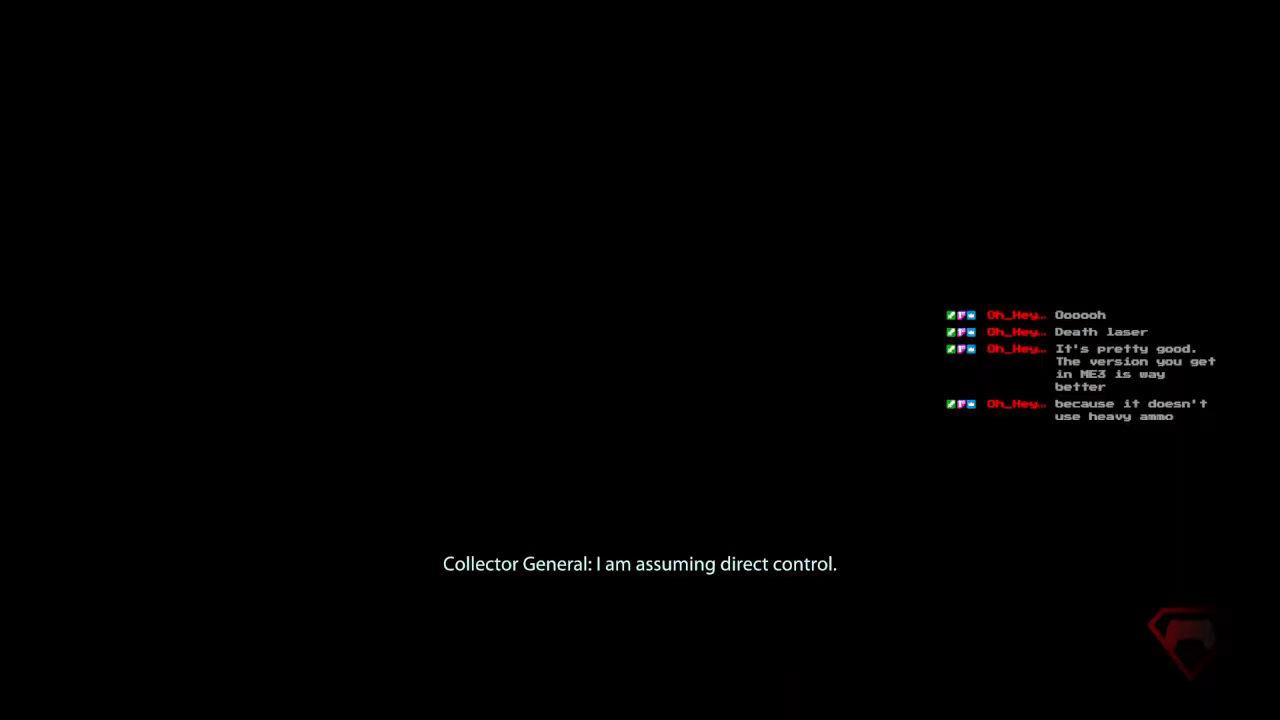 Oh_Hey… Oooooh
Oh_Hey… Death laser
Oh_Hey… It's pretty good.
The version you get
in ME3 is way
better
Oh_Hey… because it doesn't
use heavy ammo
Collector General: I am assuming direct control.